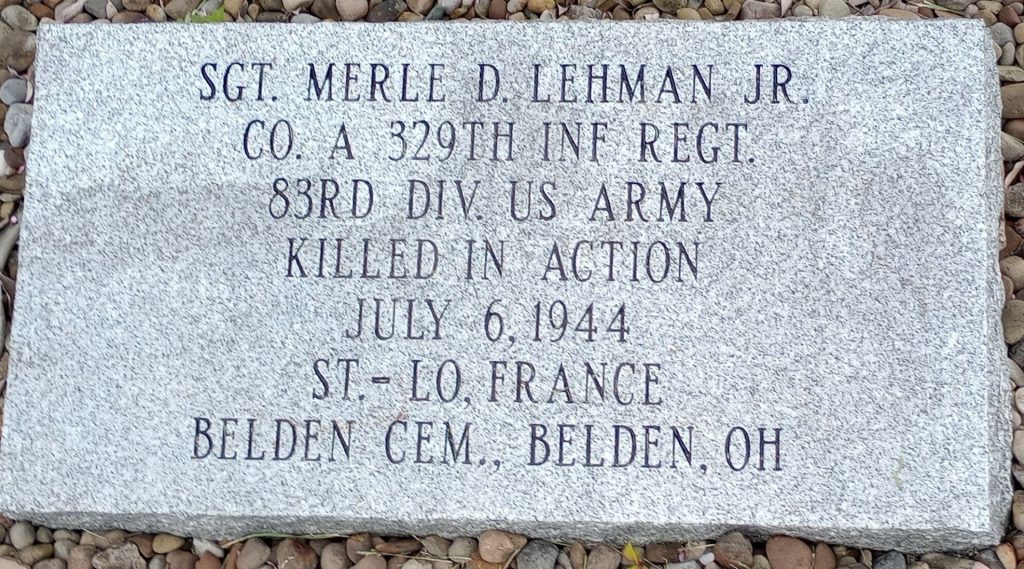 SGT. MERLE D. LEHMAN JR.
CO. A 329TH INF REGT.
83RD DIV. US ARMY
KILLED IN ACTION
JULY 6, 1944
ST. - LO, FRANCE
BELDEN CEM., BELDEN, OH